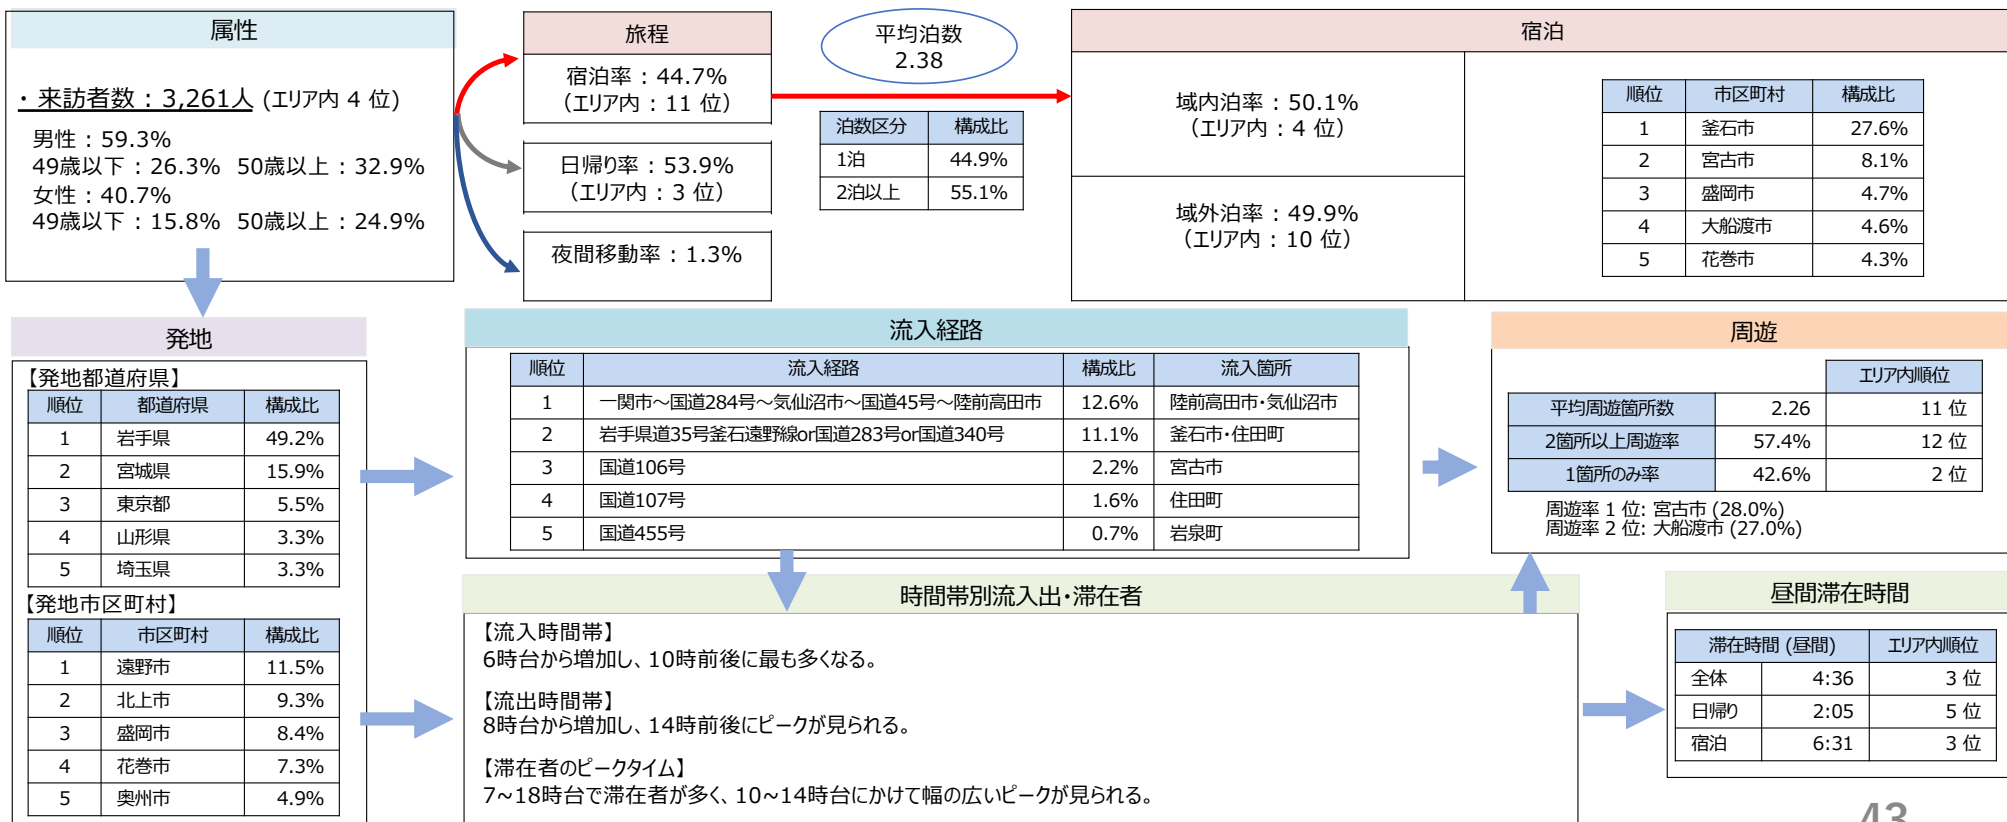 属性
・来訪者数：3,261人 (エリア内 4 位)
男性：59.3%
49歳以下：26.3% 50歳以上：32.9%
女性：40.7%
49歳以下：15.8% 50歳以上：24.9%
旅程
宿泊率：44.7%
（エリア内：11 位）
日帰り率：53.9%
（エリア内：3 位）
夜間移動率：1.3%
平均泊数
2.38
泊数区分 構成比
1泊 44.9%
2泊以上 55.1%
宿泊
域内泊率：50.1%
（エリア内：4 位）
域外泊率：49.9%
（エリア内：10 位）
順位 市区町村 構成比
1 釜石市 27.6%
2 宮古市 8.1%
3 盛岡市 4.7%
4 大船渡市 4.6%
5 花巻市 4.3%
発地
【発地都道府県】
順位 都道府県 構成比
1 岩手県 49.2%
2 宮城県 15.9%
3 東京都 5.5%
4 山形県 3.3%
5 埼玉県 3.3%
【発地市区町村】
順位 市区町村 構成比
1 遠野市 11.5%
2 北上市 9.3%
3 盛岡市 8.4%
4 花巻市 7.3%
5 奥州市 4.9%
流入経路
順位 流入経路 構成比 流入箇所
1 一関市～国道284号～気仙沼市～国道45号～陸前高田市 12.6% 陸前高田市・気仙沼市
2 岩手県道35号釜石遠野線or国道283号or国道340号 11.1% 釜石市・住田町
3 国道106号 2.2% 宮古市
4 国道107号 1.6% 住田町
5 国道455号 0.7% 岩泉町
周遊
エリア内順位
平均周遊箇所数 2.26 11 位
2箇所以上周遊率 57.4% 12 位
1箇所のみ率 42.6% 2 位
周遊率 1 位: 宮古市 (28.0%)
周遊率 2 位: 大船渡市 (27.0%)
時間帯別流入出・滞在者
【流入時間帯】
6時台から増加し、10時前後に最も多くなる。
【流出時間帯】
8時台から増加し、14時前後にピークが見られる。
【滞在者のピークタイム】
7～18時台で滞在者が多く、10～14時台にかけて幅の広いピークが見られる。
昼間滞在時間
滞在時間 (昼間) エリア内順位
全体 4:36 3 位
日帰り 2:05 5 位
宿泊 6:31 3 位
43